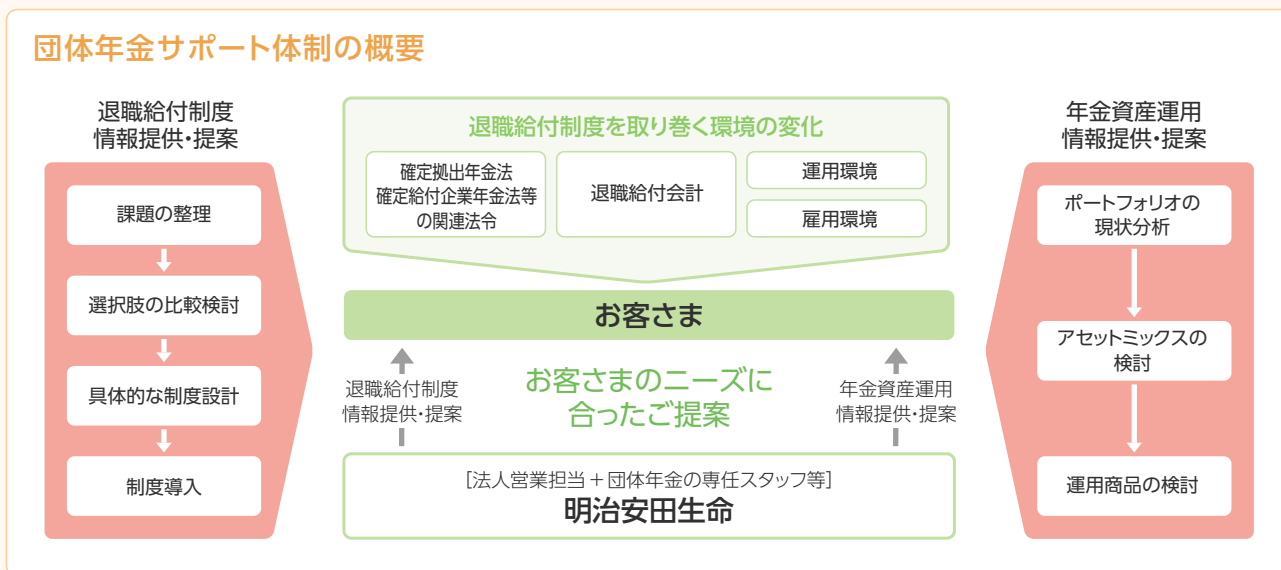 団体年金サポート体制の概要
退職給付制度
情報提供・提案
課題の整理
選択肢の比較検討
具体的な制度設計
制度導入
退職給付制度を取り巻く環境の変化
確定拠出年金法
確定給付企業年金法等
の関連法令
退職給付会計
運用環境
雇用環境
お客さま
退職給付制度
情報提供・提案
お客さまのニーズに
合ったご提案
年金資産運用
情報提供・提案
[法人営業担当+団体年金の専任スタッフ等]
明治安田生命
年金資産運用
情報提供・提案
ポートフォリオの
現状分析
アセットミックスの
検討
運用商品の検討